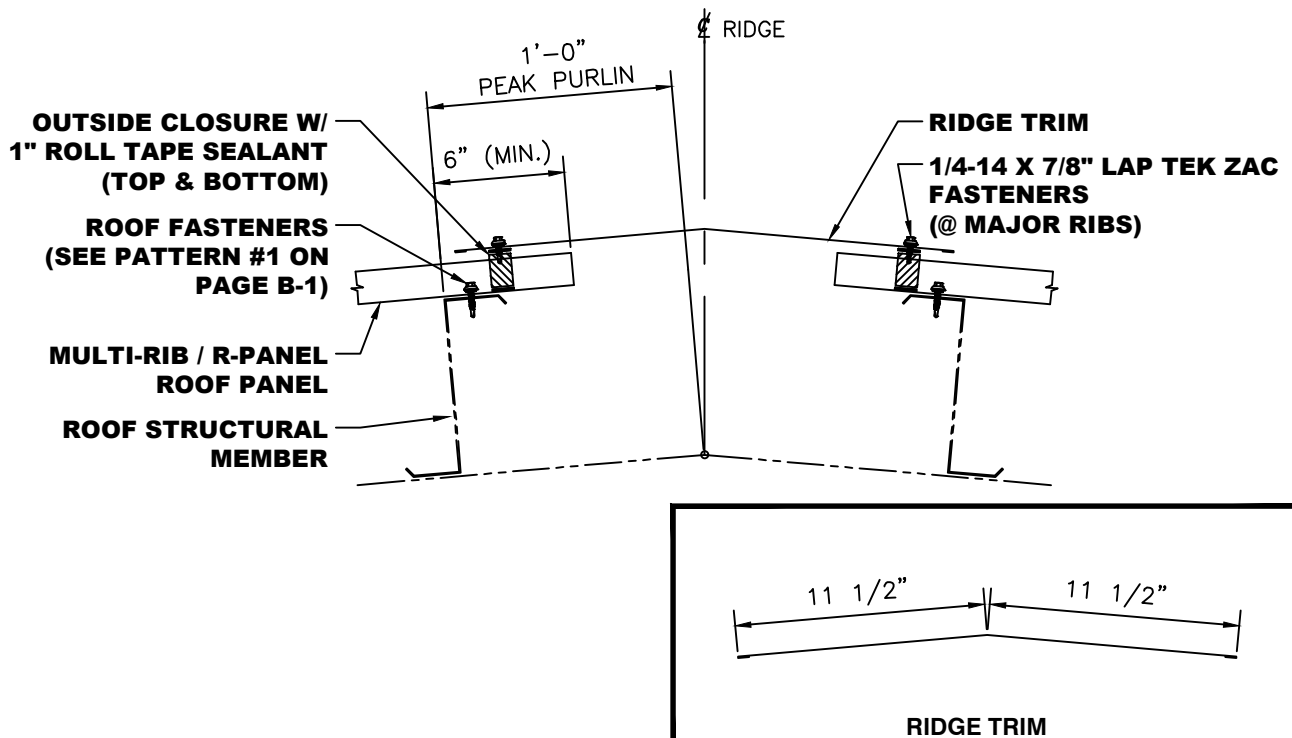 ℄ RIDGE
1'-0"
PEAK PURLIN
OUTSIDE CLOSURE W/
1" ROLL TAPE SEALANT
(TOP & BOTTOM)
6" (MIN.)
ROOF FASTENERS
(SEE PATTERN #1 ON
PAGE B-1)
MULTI-RIB / R-PANEL
ROOF PANEL
ROOF STRUCTURAL
MEMBER
RIDGE TRIM
1/4-14 X 7/8" LAP TEK ZAC
FASTENERS
(@ MAJOR RIBS)
11 1/2"
11 1/2"
RIDGE TRIM